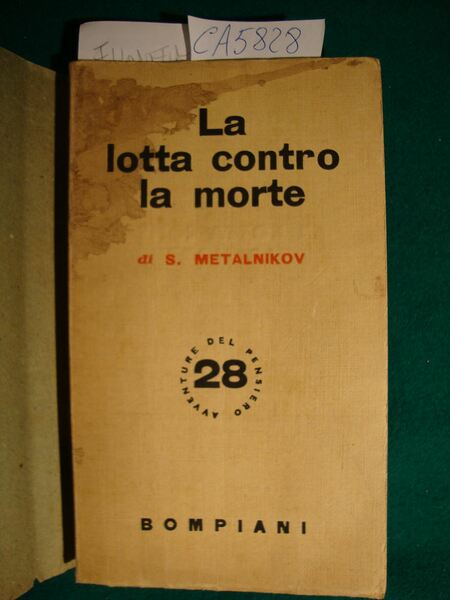 CA5828
La
lotta contro
la morte
di S. METALNIKOV
AVVENTURE DEL PENSIERO
28
BOMPIANI